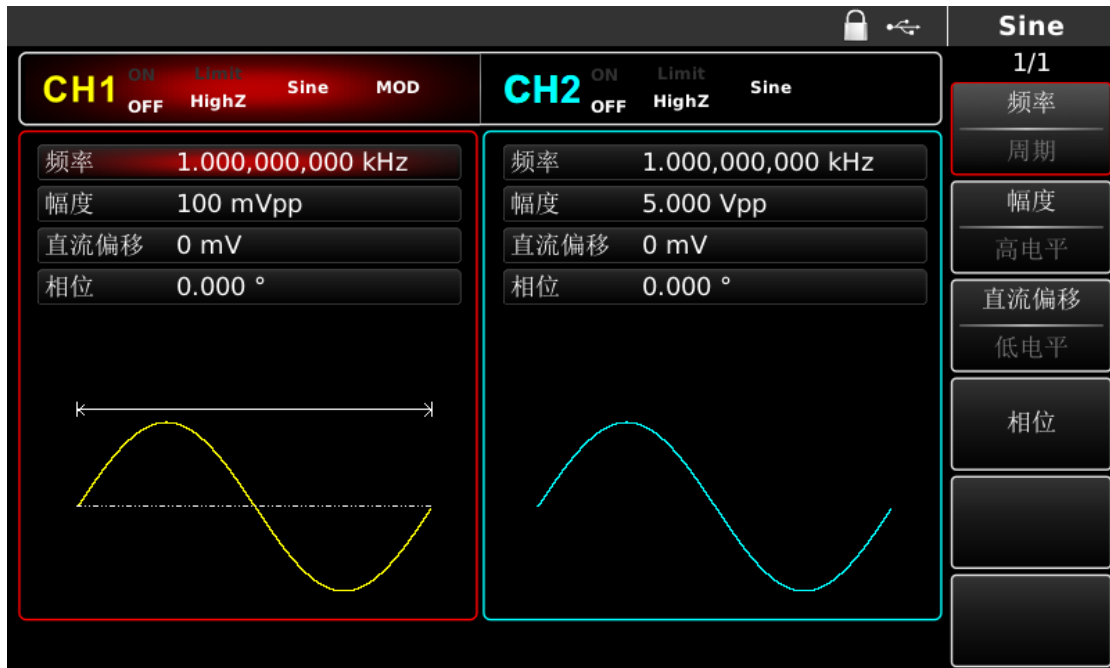 Sine
1/1
CH1 ON OFF Limit HighZ Sine MOD
CH2 ON OFF Limit HighZ Sine
频率 1.000,000,000 kHz
幅度 100 mVpp
直流偏移 0 mV
相位 0.000 °
频率 1.000,000,000 kHz
幅度 5.000 Vpp
直流偏移 0 mV
相位 0.000 °
频率
周期
幅度
高电平
直流偏移
低电平
相位